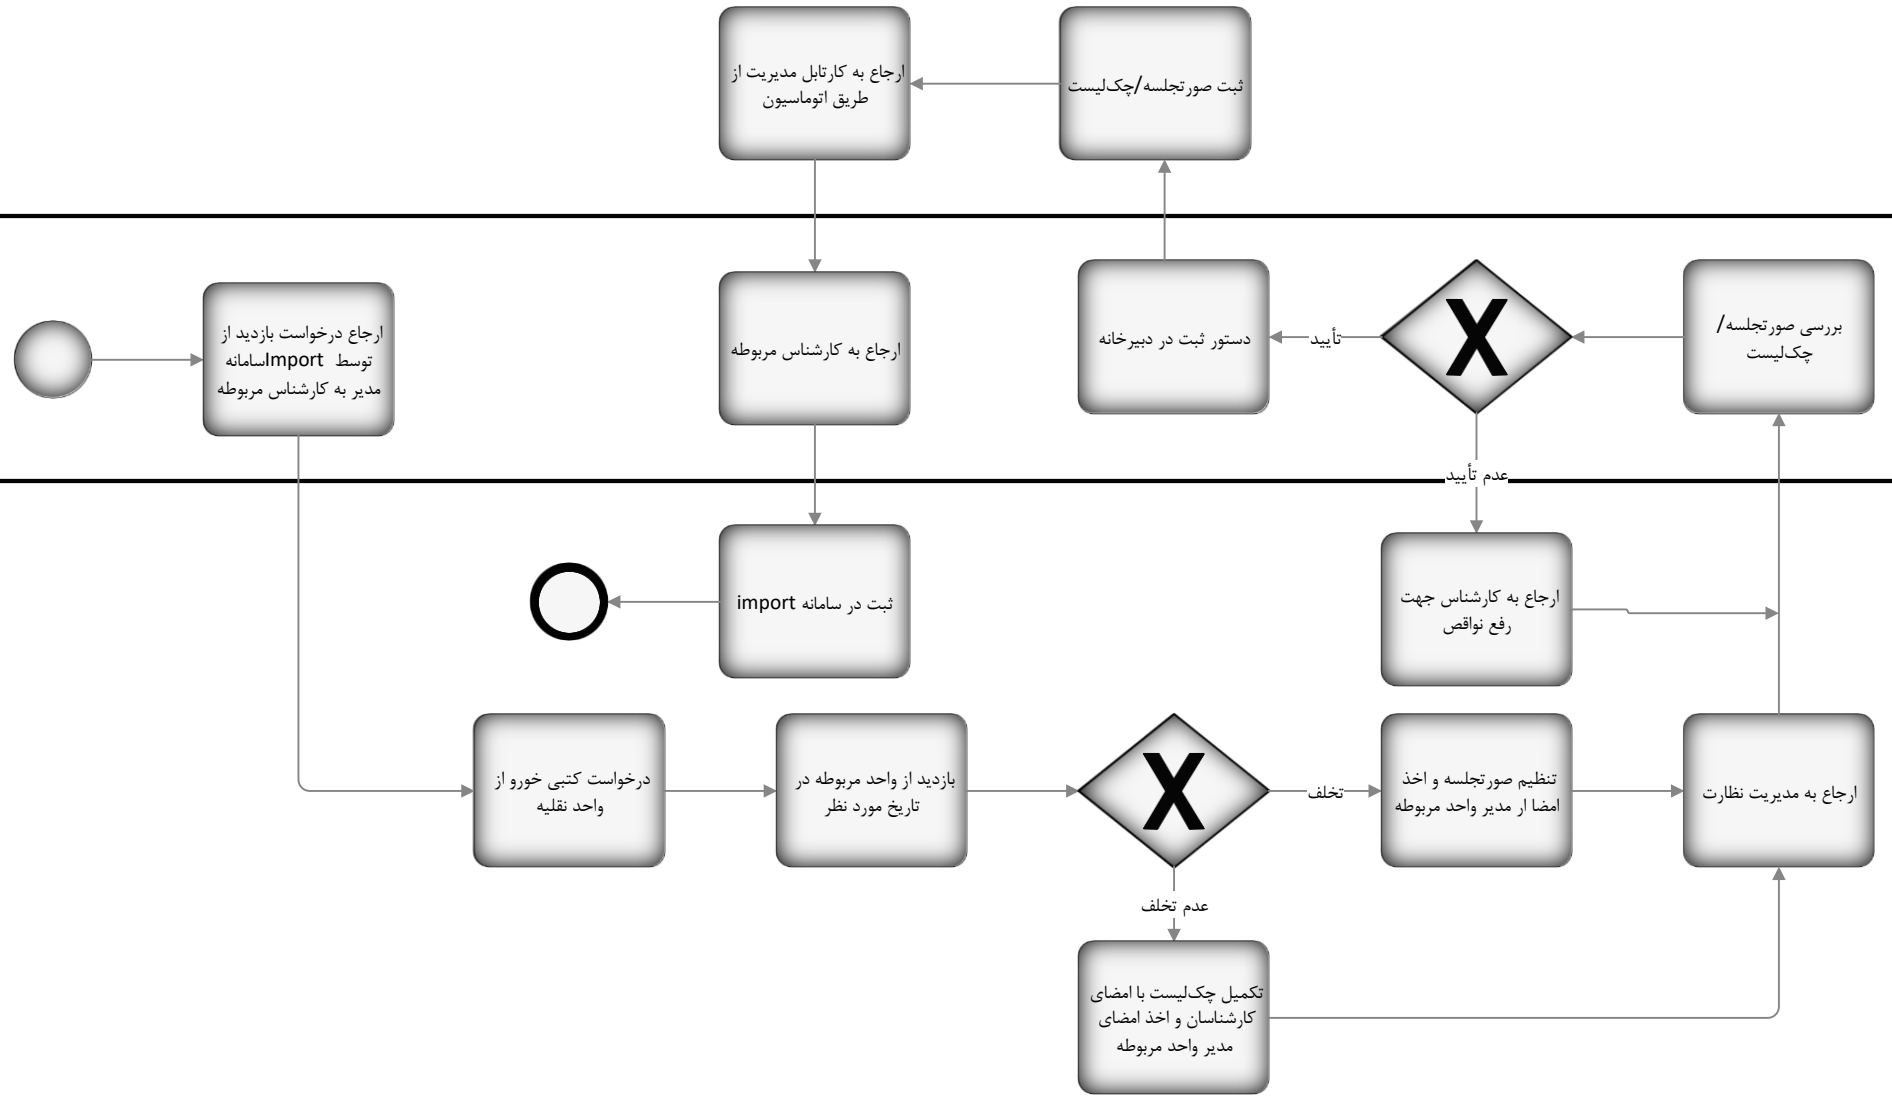 ارجاع به کارتابل مدیریت از
طریق اتوماسیون
ثبت صورتجلسه/چک‌لیست
ارجاع درخواست بازدید از
سامانهImport توسط
مدیر به کارشناس مربوطه
ارجاع به کارشناس مربوطه
دستور ثبت در دبیرخانه
تأیید
بررسی صورتجلسه/
چک‌لیست
عدم تأیید
ثبت در سامانه import
ارجاع به کارشناس جهت
رفع نواقص
درخواست کتبی خورو از
واحد نقلیه
بازدید از واحد مربوطه در
تاریخ مورد نظر
تخلف
تنظیم صورتجلسه و اخذ
امضا ار مدیر واحد مربوطه
ارجاع به مدیریت نظارت
عدم تخلف
تکمیل چک‌لیست با امضای
کارشناسان و اخذ امضای
مدیر واحد مربوطه